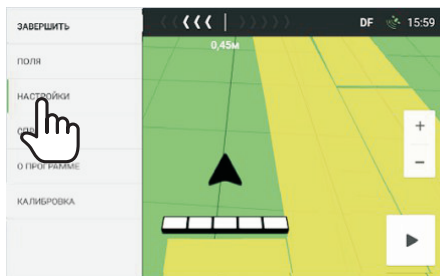 ЗАВЕРШИТЬ
DF 15:59
0,45м
ПОЛЯ
НАСТРОЙКИ
О ПРОГРАММЕ
КАЛИБРОВКА